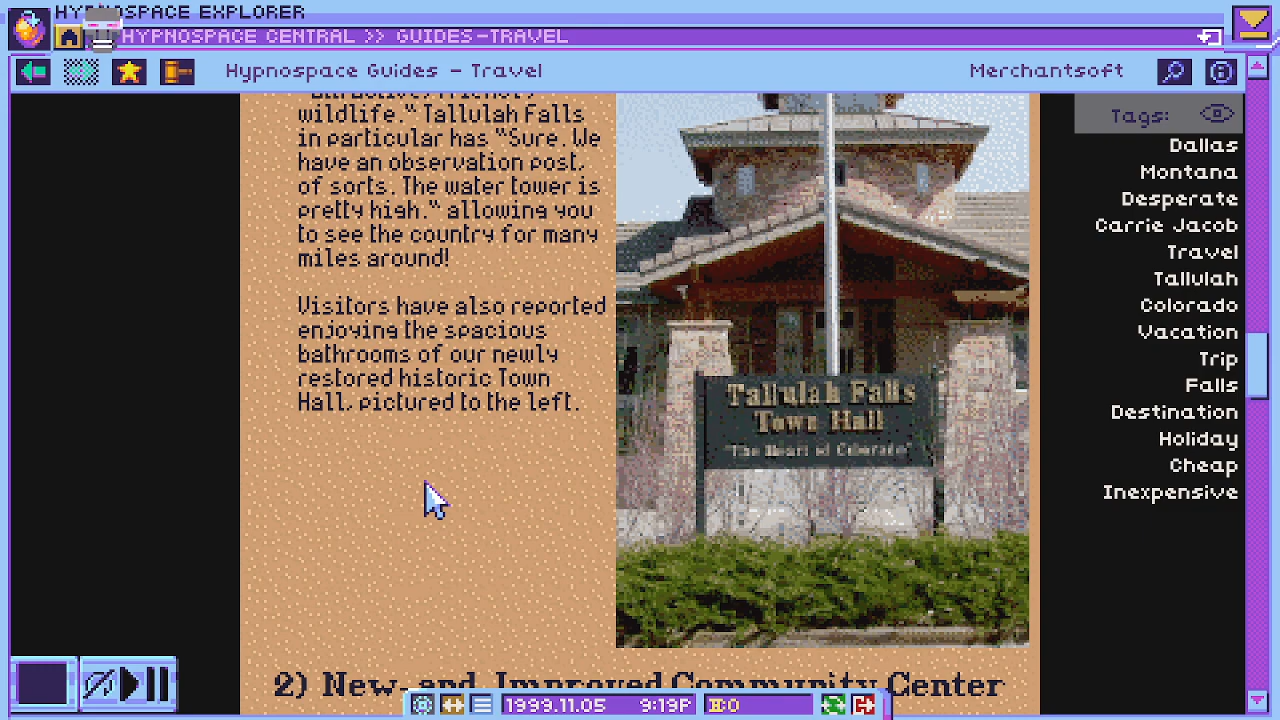 HYPNOSPACE EXPLORER
HYPNOSPACE CENTRAL >> GUIDES-TRAVEL
Hypnospace Guides - Travel
Merchantsoft
wildlife." Tallulah Falls
in particular has "Sure. We
have an observation post,
of sorts. The water tower is
pretty high." allowing you
to see the country for many
miles around!
Visitors have also reported
enjoying the spacious
bathrooms of our newly
restored historic Town
Hall, pictured to the left.
Tallulah Falls
Town Hall
"The Heart of Colorado"
2) New- and Improved Community Center
Tags:
Dallas
Montana
Desperate
Carrie Jacob
Travel
Tallulah
Colorado
Vacation
Trip
Falls
Destination
Holiday
Cheap
Inexpensive
1999.11.05 9:19P
:0